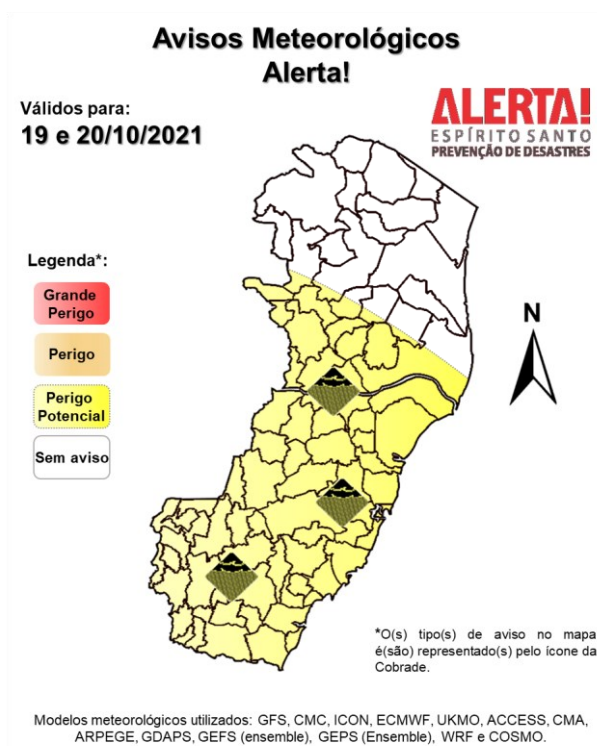 Avisos Meteorológicos
Alerta!
Válidos para:
19 e 20/10/2021
ALERTA!
ESPÍRITO SANTO
PREVENÇÃO DE DESASTRES
Legenda*:
Grande
Perigo
Perigo
Perigo
Potencial
Sem aviso
N
*O(s) tipo(s) de aviso no mapa
é(são) representado(s) pelo ícone da
Cobrade.
Modelos meteorológicos utilizados: GFS, CMC, ICON, ECMWF, UKMO, ACCESS, CMA,
ARPEGE, GDAPS, GEFS (ensemble), GEPS (Ensemble), WRF e COSMO.